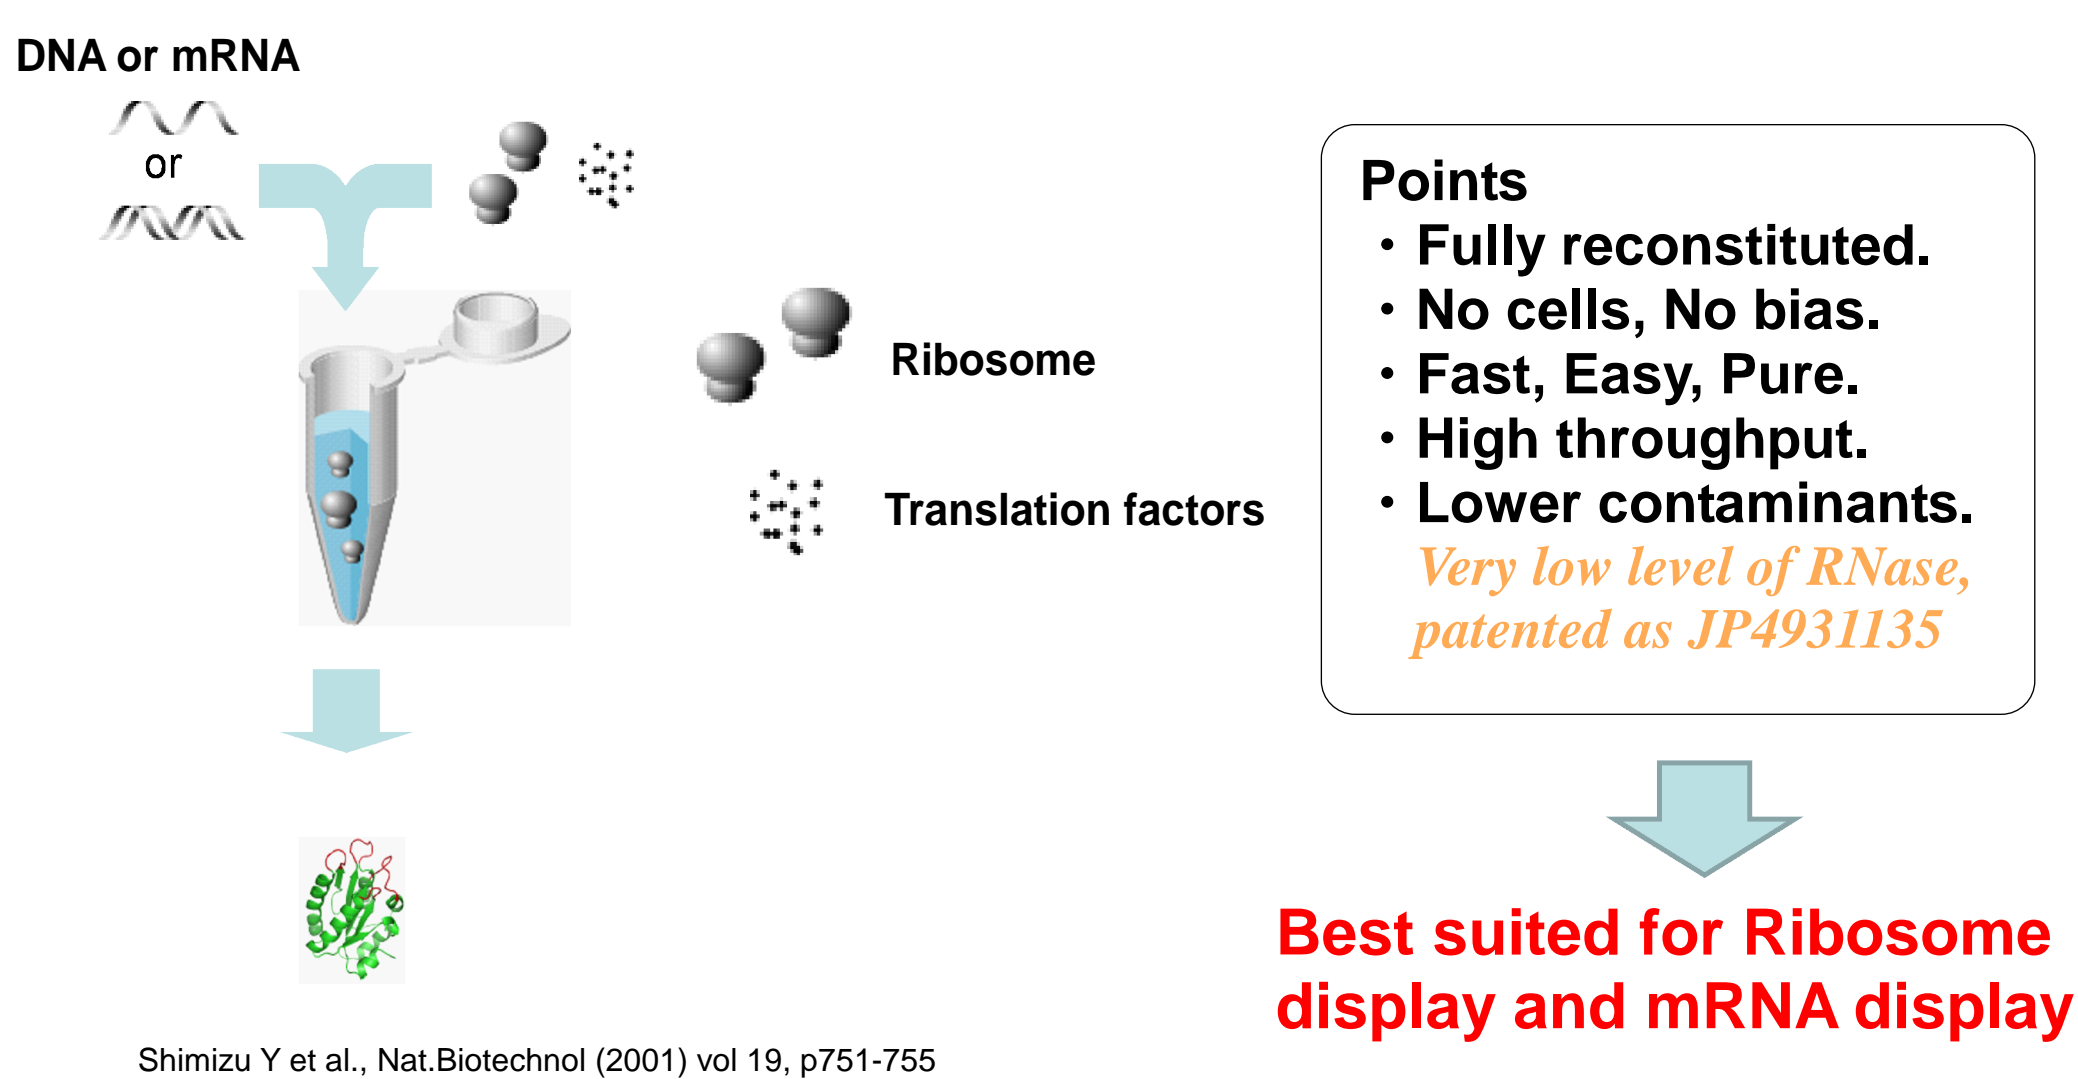 DNA or mRNA
or
Ribosome
Translation factors
Points
・Fully reconstituted.
・No cells, No bias.
・Fast, Easy, Pure.
・High throughput.
・Lower contaminants.
Very low level of RNase,
patented as JP4931135
Best suited for Ribosome
display and mRNA display
Shimizu Y et al., Nat.Biotechnol (2001) vol 19, p751-755